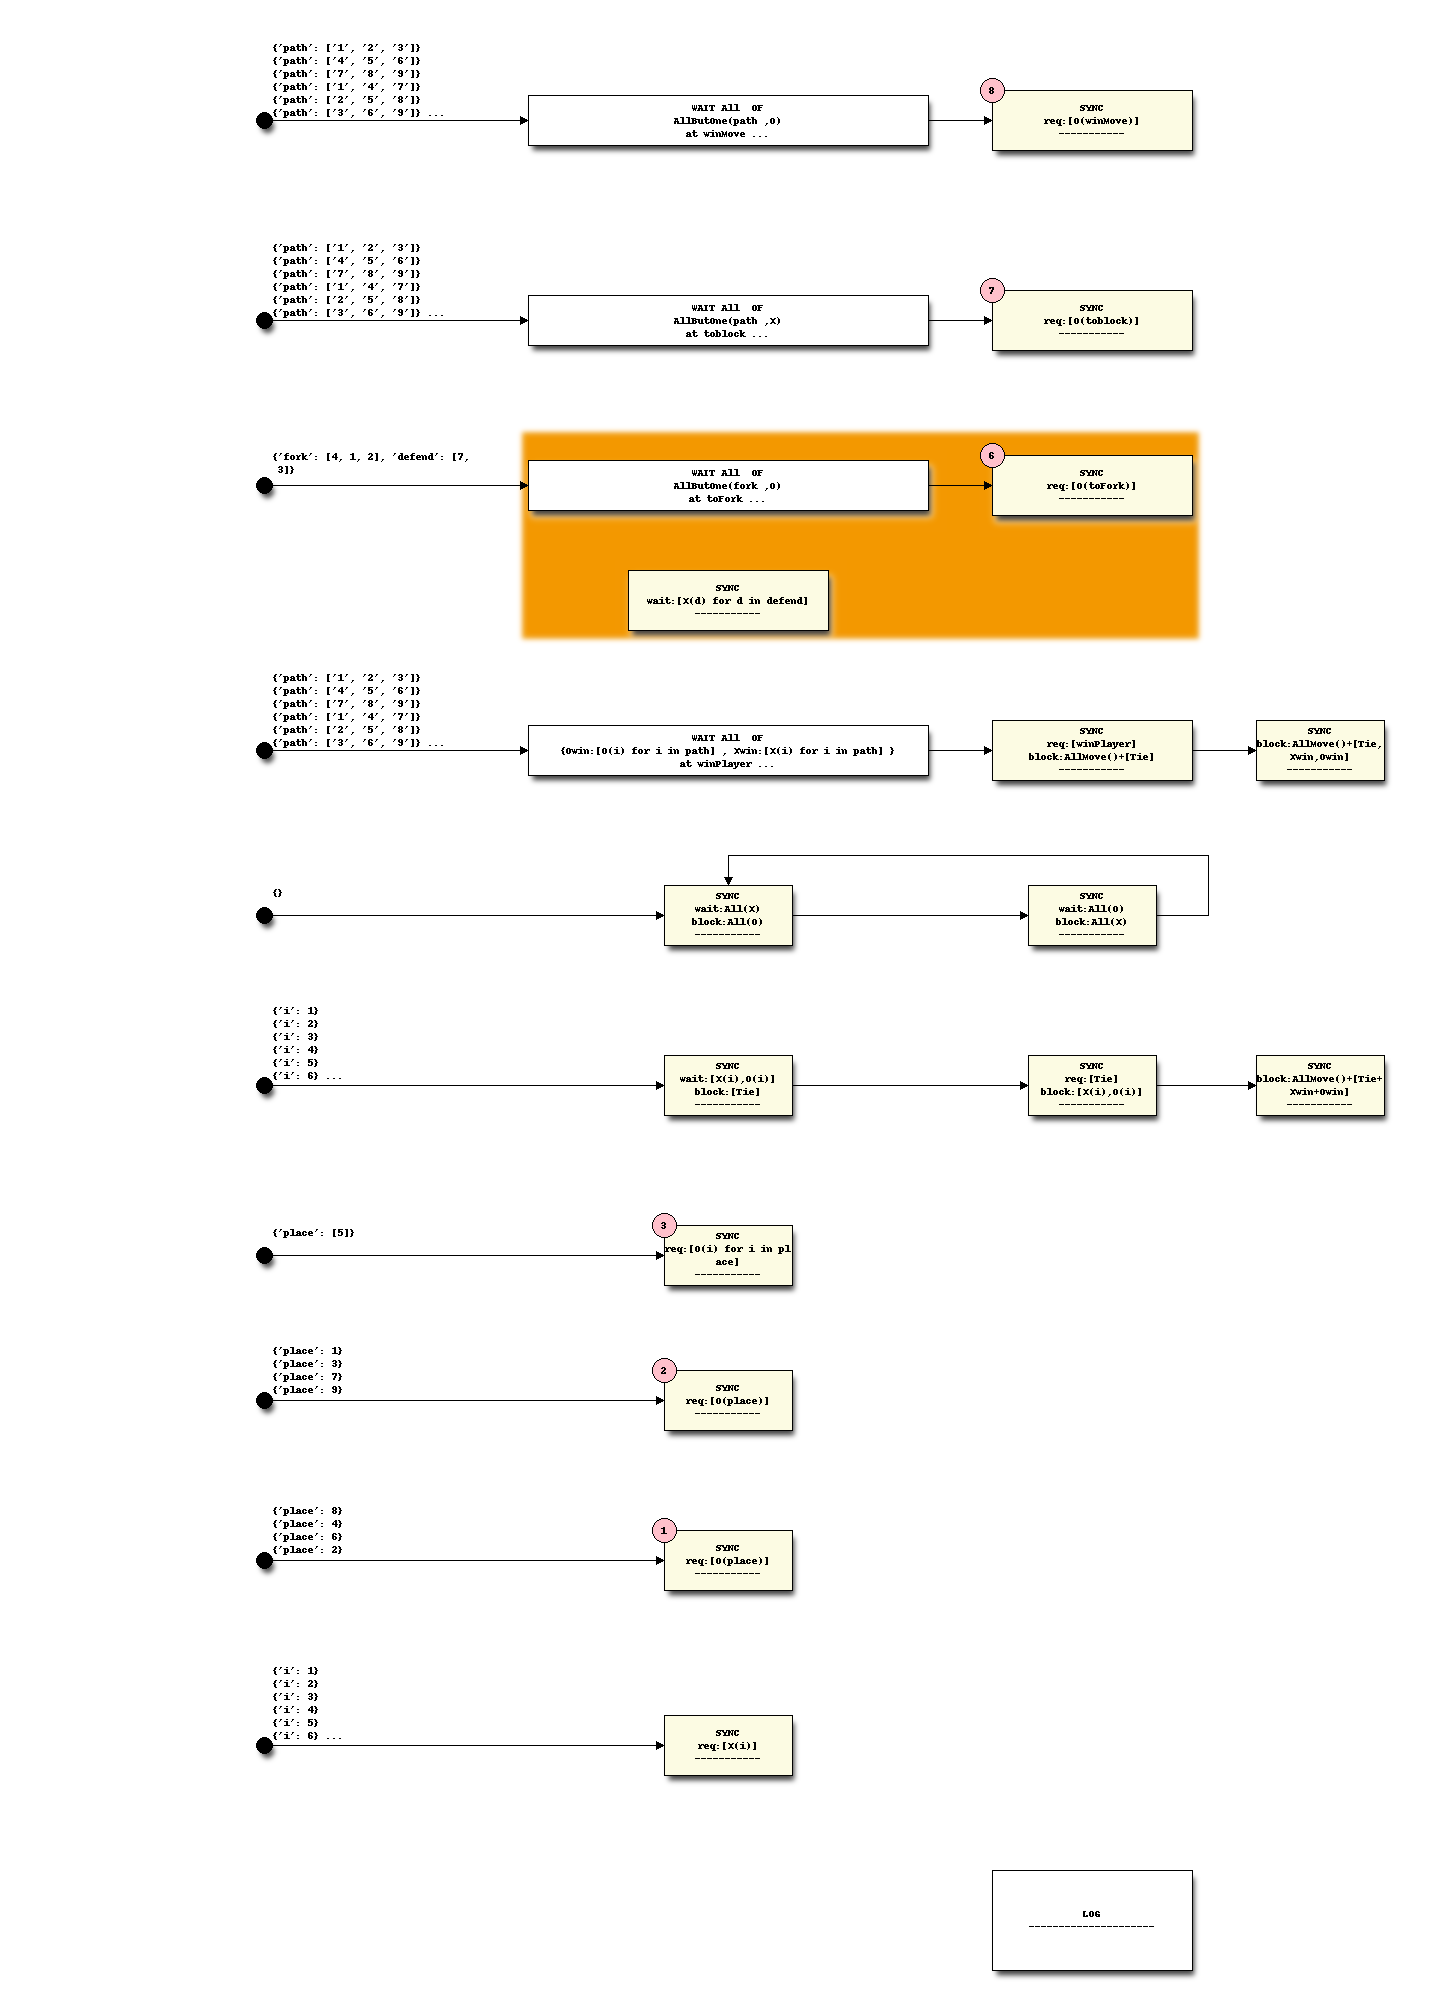 {'path': ['1', '2', '3']}
{'path': ['4', '5', '6']}
{'path': ['7', '8', '9']}
{'path': ['1', '4', '7']}
{'path': ['2', '5', '8']}
{'path': ['3', '6', '9']} ...
WAIT All  OF
AllButOne(path ,O)
at winMove ...
8
SYNC
req:[O(winMove)]
-----------
{'path': ['1', '2', '3']}
{'path': ['4', '5', '6']}
{'path': ['7', '8', '9']}
{'path': ['1', '4', '7']}
{'path': ['2', '5', '8']}
{'path': ['3', '6', '9']} ...
WAIT All  OF
AllButOne(path ,X)
at toblock ...
7
SYNC
req:[O(toblock)]
-----------
{'fork': [4, 1, 2], 'defend': [7,
3]}
WAIT All  OF
AllButOne(fork ,O)
at toFork ...
6
SYNC
req:[O(toFork)]
-----------
SYNC
wait:[X(d) for d in defend]
-----------
{'path': ['1', '2', '3']}
{'path': ['4', '5', '6']}
{'path': ['7', '8', '9']}
{'path': ['1', '4', '7']}
{'path': ['2', '5', '8']}
{'path': ['3', '6', '9']} ...
WAIT All  OF
{Owin:[O(i) for i in path] , Xwin:[X(i) for i in path] }
at winPlayer ...
SYNC
req:[winPlayer]
block:AllMove()+[Tie]
-----------
SYNC
block:AllMove()+[Tie,
Xwin,Owin]
-----------
{}
SYNC
wait:All(X)
block:All(O)
-----------
SYNC
wait:All(O)
block:All(X)
-----------
{'i': 1}
{'i': 2}
{'i': 3}
{'i': 4}
{'i': 5}
{'i': 6} ...
SYNC
wait:[X(i),O(i)]
block:[Tie]
-----------
SYNC
req:[Tie]
block:[X(i),O(i)]
-----------
SYNC
block:AllMove()+[Tie+
Xwin+Owin]
-----------
{'place': [5]}
3
SYNC
req:[O(i) for i in pl
ace]
-----------
{'place': 1}
{'place': 3}
{'place': 7}
{'place': 9}
2
SYNC
req:[O(place)]
-----------
{'place': 8}
{'place': 4}
{'place': 6}
{'place': 2}
1
SYNC
req:[O(place)]
-----------
{'i': 1}
{'i': 2}
{'i': 3}
{'i': 4}
{'i': 5}
{'i': 6} ...
SYNC
req:[X(i)]
-----------
LOG
---------------------